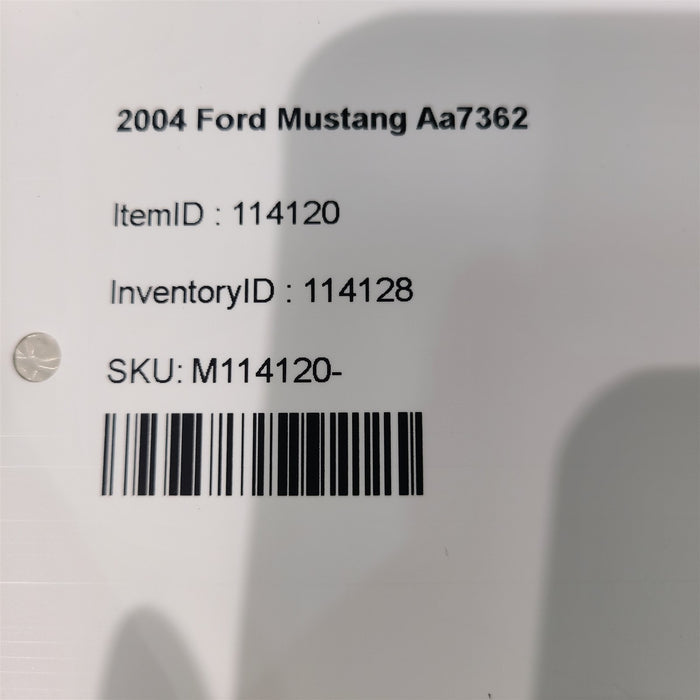 2004 Ford Mustang Aa7362
ItemID : 114120
InventoryID : 114128
SKU: M114120-